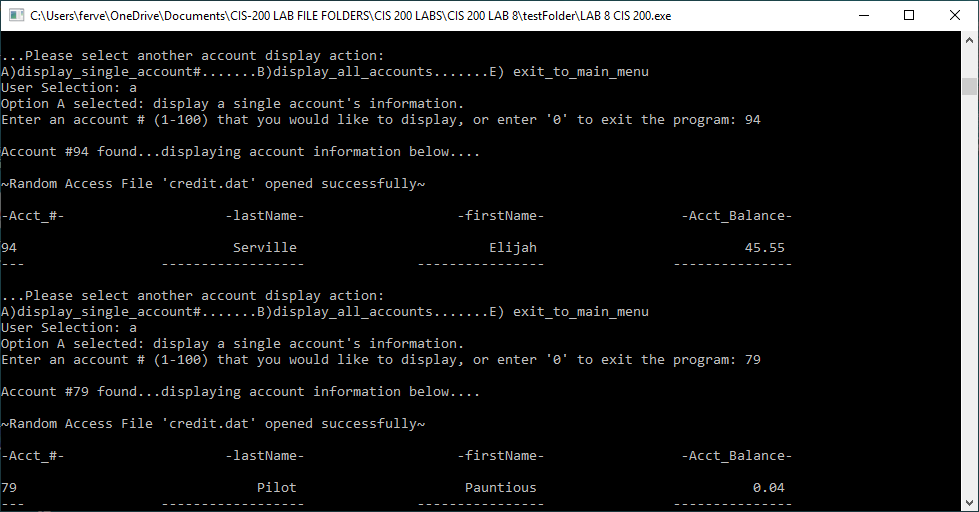 C:\Users\ferve\OneDrive\Documents\CIS-200 LAB FILE FOLDERS\CIS 200 LABS\CIS 200 LAB 8\testFolder\LAB 8 CIS 200.exe
...Please select another account display action:
A)display_single_account#.......B)display_all_accounts.......E) exit_to_main_menu
User Selection: a
Option A selected: display a single account's information.
Enter an account # (1-100) that you would like to display, or enter '0' to exit the program: 94
Account #94 found...displaying account information below....
~Random Access File 'credit.dat' opened successfully~
-Acct_#-                    -lastName-                   -firstName-                 -Acct_Balance-
94                           Serville                        Elijah                          45.55
---                 ------------------              ----------------                ---------------
...Please select another account display action:
A)display_single_account#.......B)display_all_accounts.......E) exit_to_main_menu
User Selection: a
Option A selected: display a single account's information.
Enter an account # (1-100) that you would like to display, or enter '0' to exit the program: 79
Account #79 found...displaying account information below....
~Random Access File 'credit.dat' opened successfully~
-Acct_#-                    -lastName-                   -firstName-                 -Acct_Balance-
79                              Pilot                     Pauntious                           0.04
---                 ------------------              ----------------                ---------------